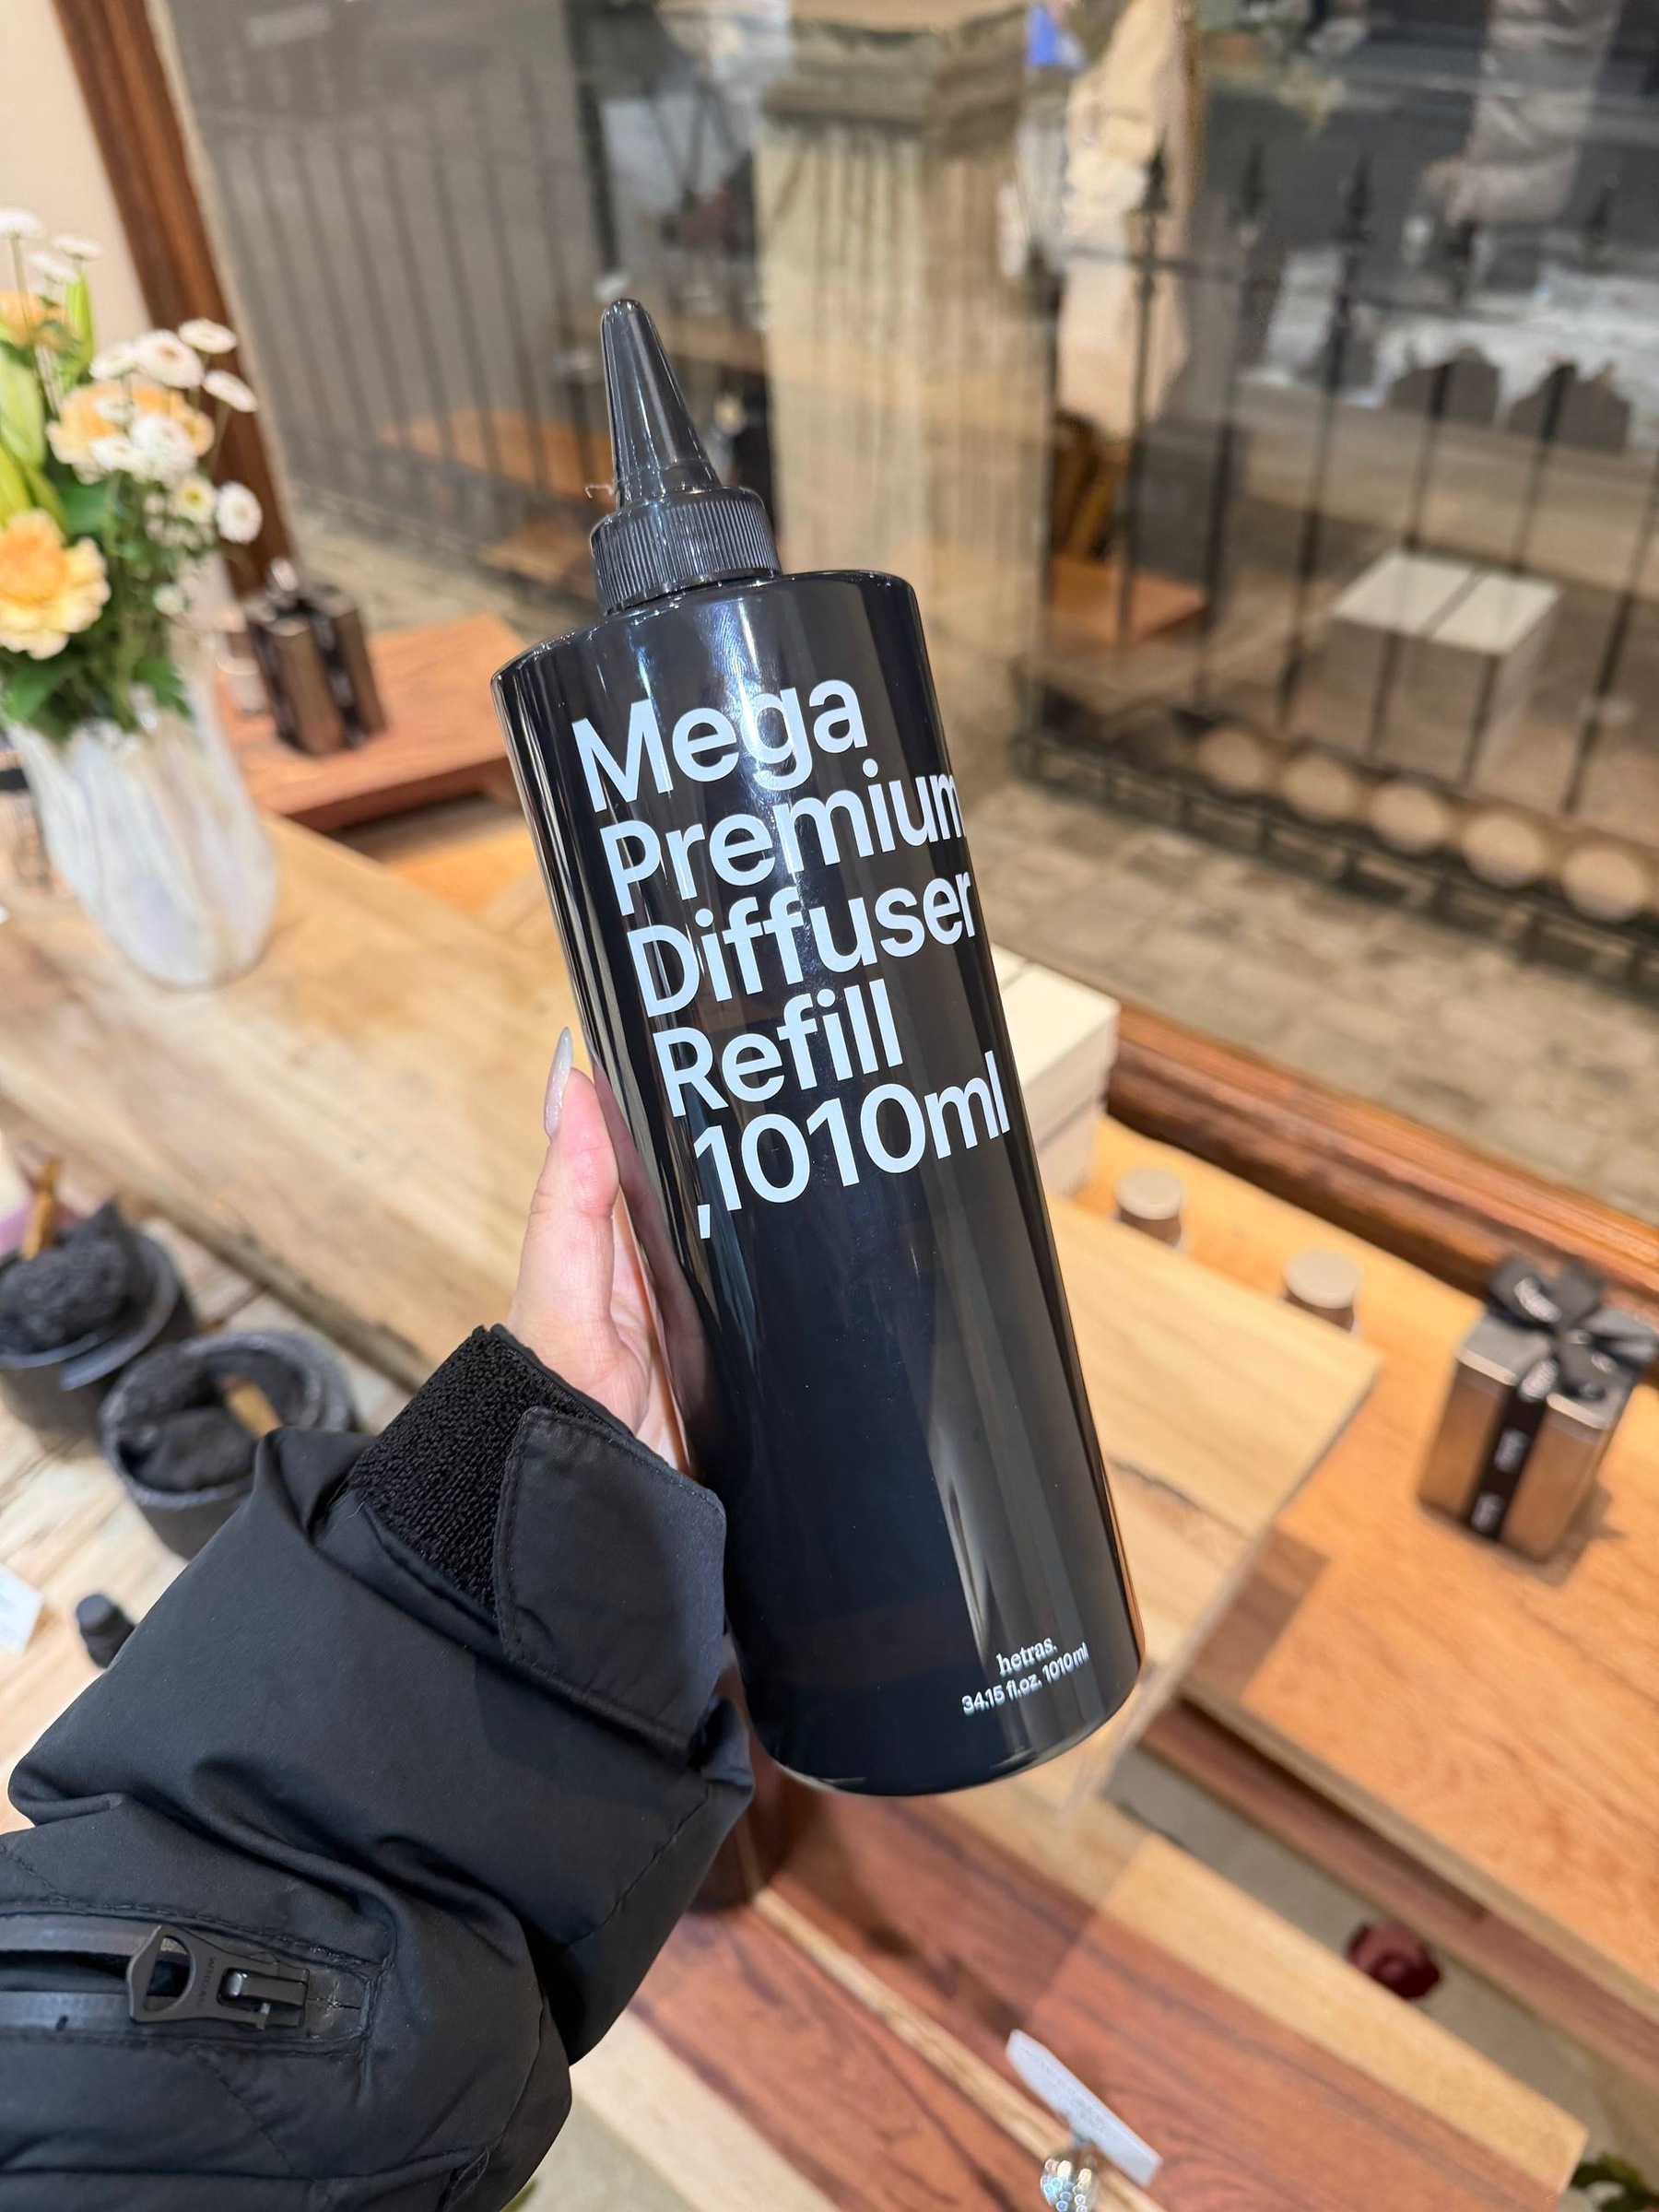 Mega
Premium
Diffuser
Refill
,1010ml
hetras.
34.15 fl.oz. 1010ml